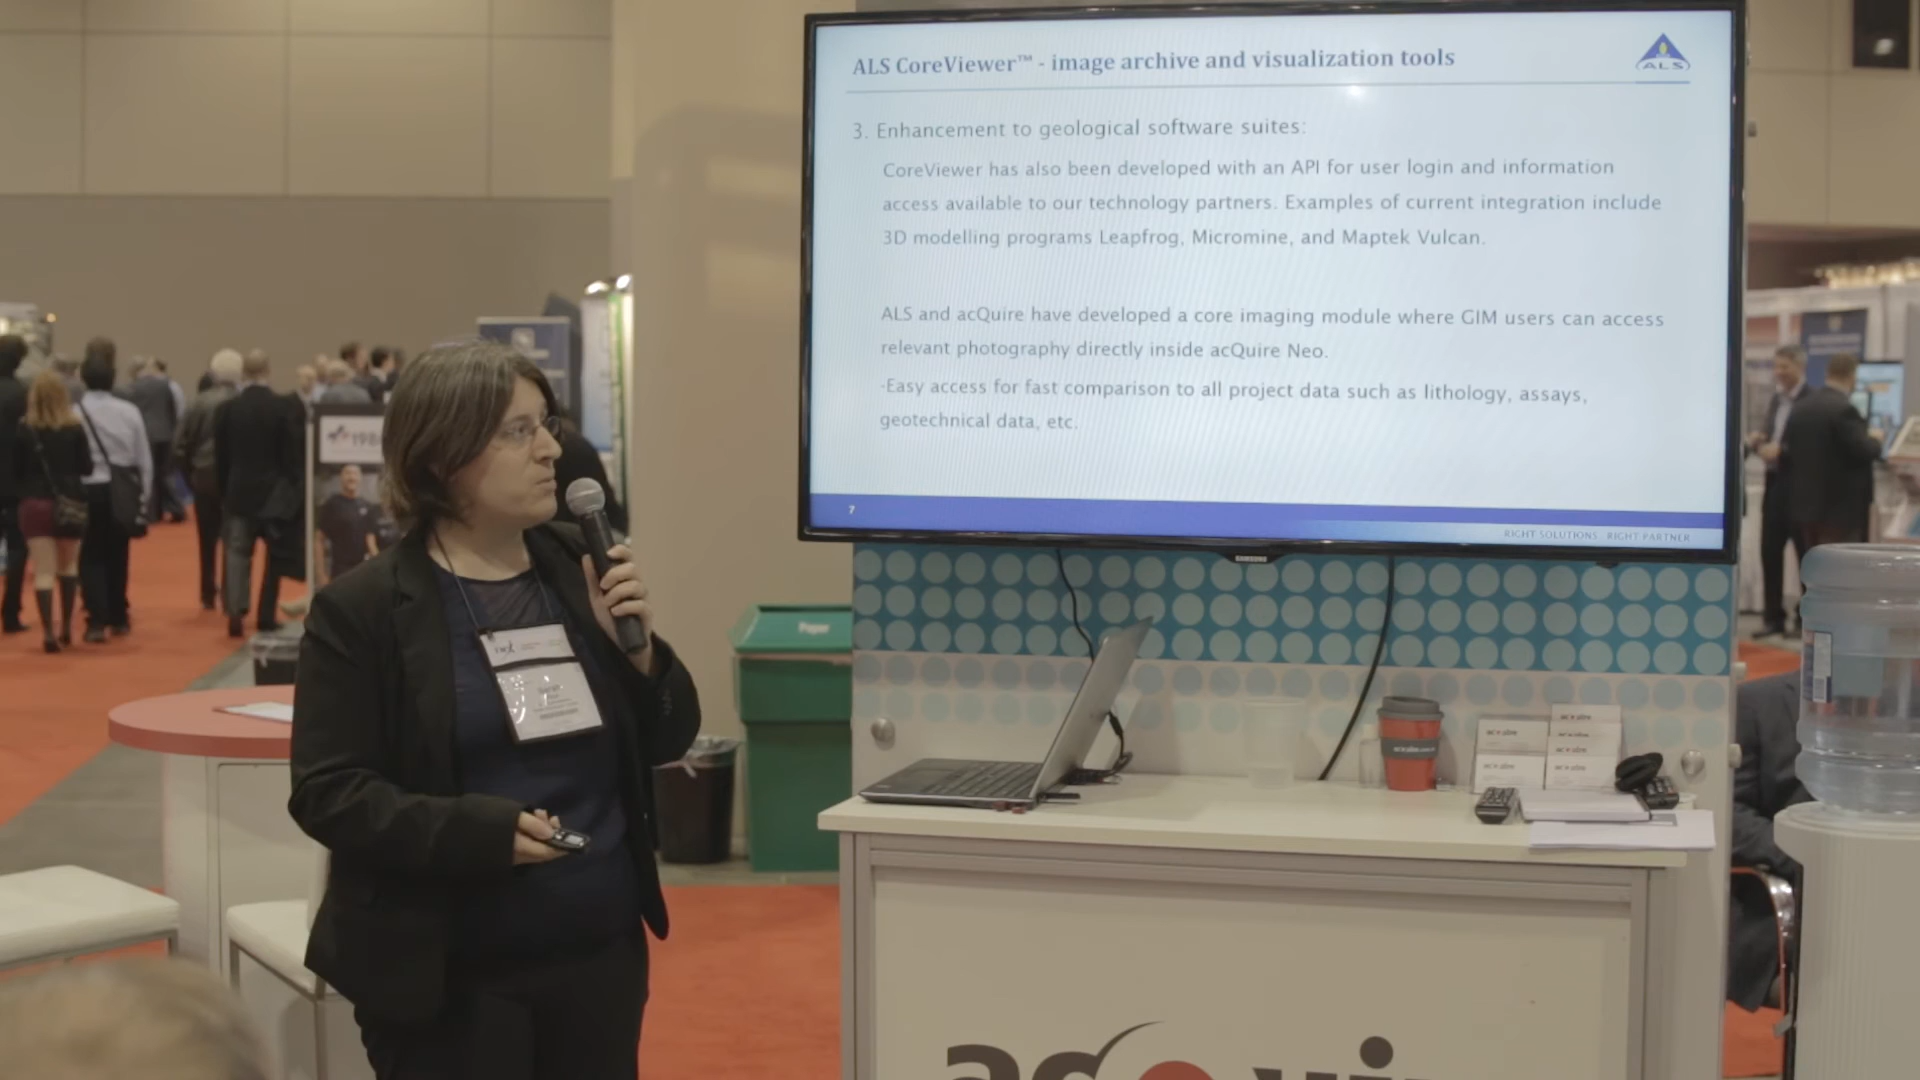 ALS CoreViewer™ - image archive and visualization tools
ALS
3. Enhancement to geological software suites:
CoreViewer has also been developed with an API for user login and information
access available to our technology partners. Examples of current integration include
3D modelling programs Leapfrog, Micromine, and Maptek Vulcan.
ALS and acQuire have developed a core imaging module where GIM users can access
relevant photography directly inside acQuire Neo.
-Easy access for fast comparison to all project data such as lithology, assays,
geotechnical data, etc.
7
RIGHT SOLUTIONS RIGHT PARTNER
SAMSUNG
Paper